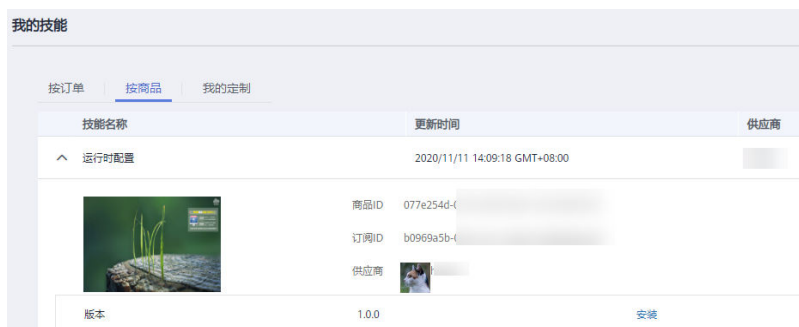 我的技能
按订单 按商品 我的定制
技能名称 更新时间 供应商
运行时配置 2020/11/11 14:09:18 GMT+08:00
商品ID 077e254d-
订阅ID b0969a5b-
供应商
版本 1.0.0 安装